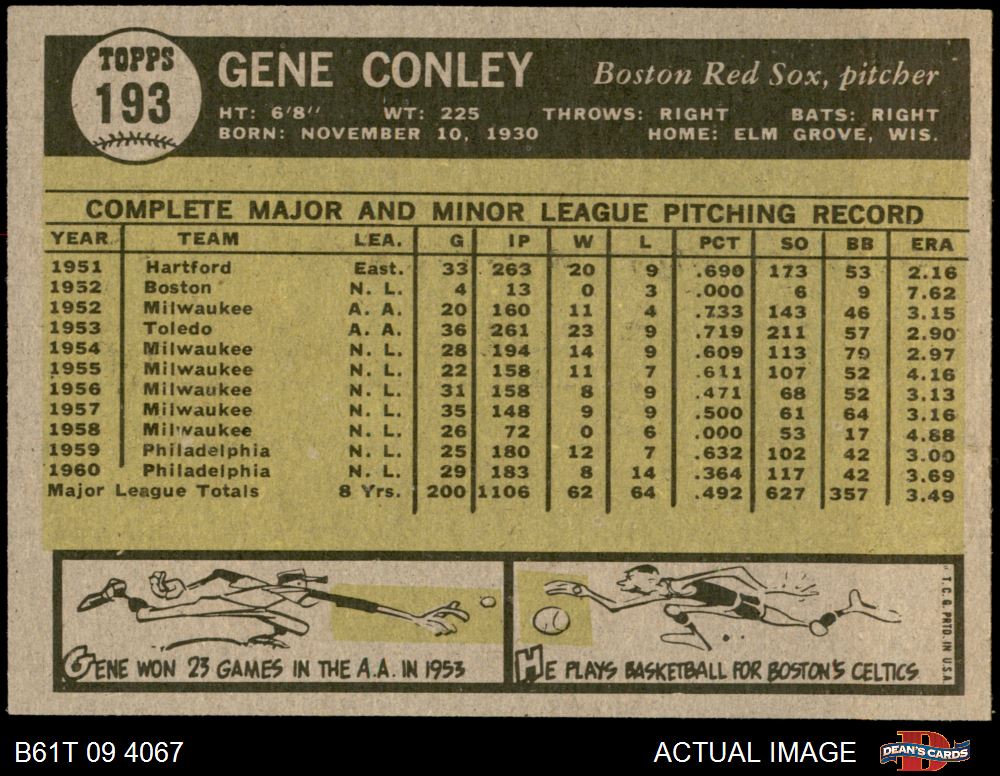 TOPPS
193
GENE CONLEY Boston Red Sox, pitcher
HT: 6'8" WT: 225 THROWS: RIGHT BATS: RIGHT
BORN: NOVEMBER 10, 1930 HOME: ELM GROVE, WIS.
COMPLETE MAJOR AND MINOR LEAGUE PITCHING RECORD
YEAR TEAM LEA. G IP W L PCT SO BB ERA
1951 Hartford East. 33 263 20 9 .690 173 53 2.16
1952 Boston N. L. 4 13 0 3 .000 6 9 7.62
1952 Milwaukee A. A. 20 160 11 4 .733 143 46 3.15
1953 Toledo A. A. 36 261 23 9 .719 211 57 2.90
1954 Milwaukee N. L. 28 194 14 9 .609 113 79 2.97
1955 Milwaukee N. L. 22 158 11 7 .611 107 52 4.16
1956 Milwaukee N. L. 31 158 8 9 .471 68 52 3.13
1957 Milwaukee N. L. 35 148 9 9 .500 61 64 3.16
1958 Milwaukee N. L. 26 72 0 6 .000 53 17 4.88
1959 Philadelphia N. L. 25 180 12 7 .632 102 42 3.00
1960 Philadelphia N. L. 29 183 8 14 .364 117 42 3.69
Major League Totals 8 Yrs. 200 1106 62 64 .492 627 357 3.49
GENE WON 23 GAMES IN THE A.A. IN 1953
HE PLAYS BASKETBALL FOR BOSTON'S CELTICS
T. C. G. PRTD. IN U.S.A.
B61T 09 4067 ACTUAL IMAGE DEAN'S CARDS